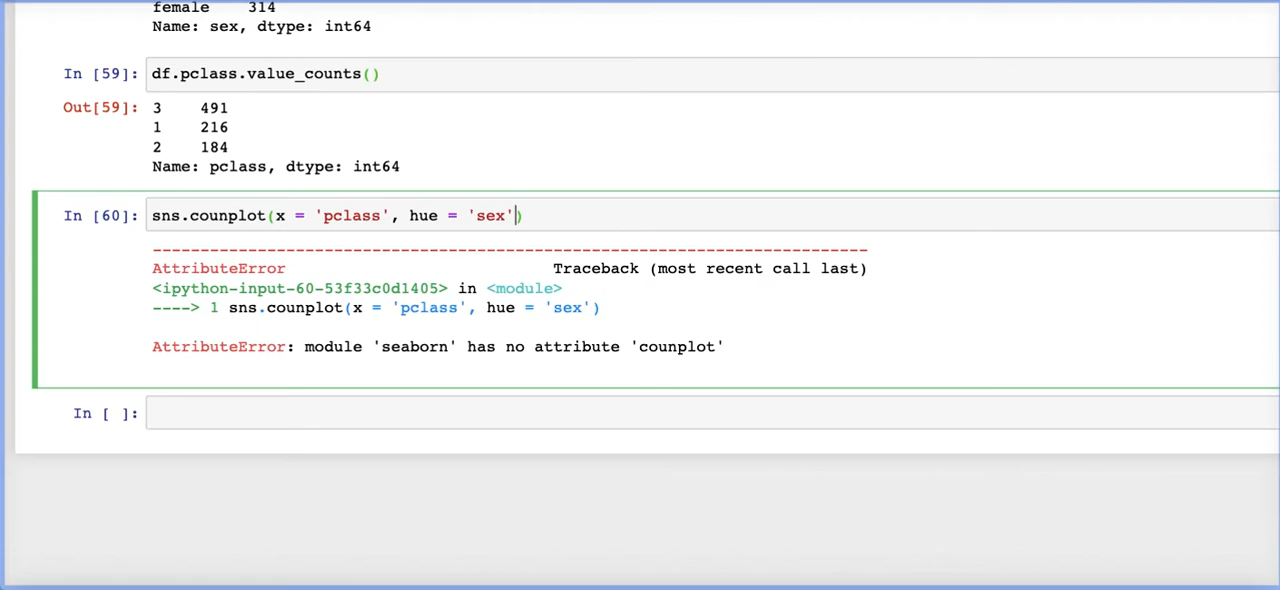 female    314
Name: sex, dtype: int64
In [59]: df.pclass.value_counts()
Out[59]: 3    491
1    216
2    184
Name: pclass, dtype: int64
In [60]: sns.counplot(x = 'pclass', hue = 'sex')
---------------------------------------------------------------------------
AttributeError                            Traceback (most recent call last)
<ipython-input-60-53f33c0d1405> in <module>
----> 1 sns.counplot(x = 'pclass', hue = 'sex')
AttributeError: module 'seaborn' has no attribute 'counplot'
In [ ]: